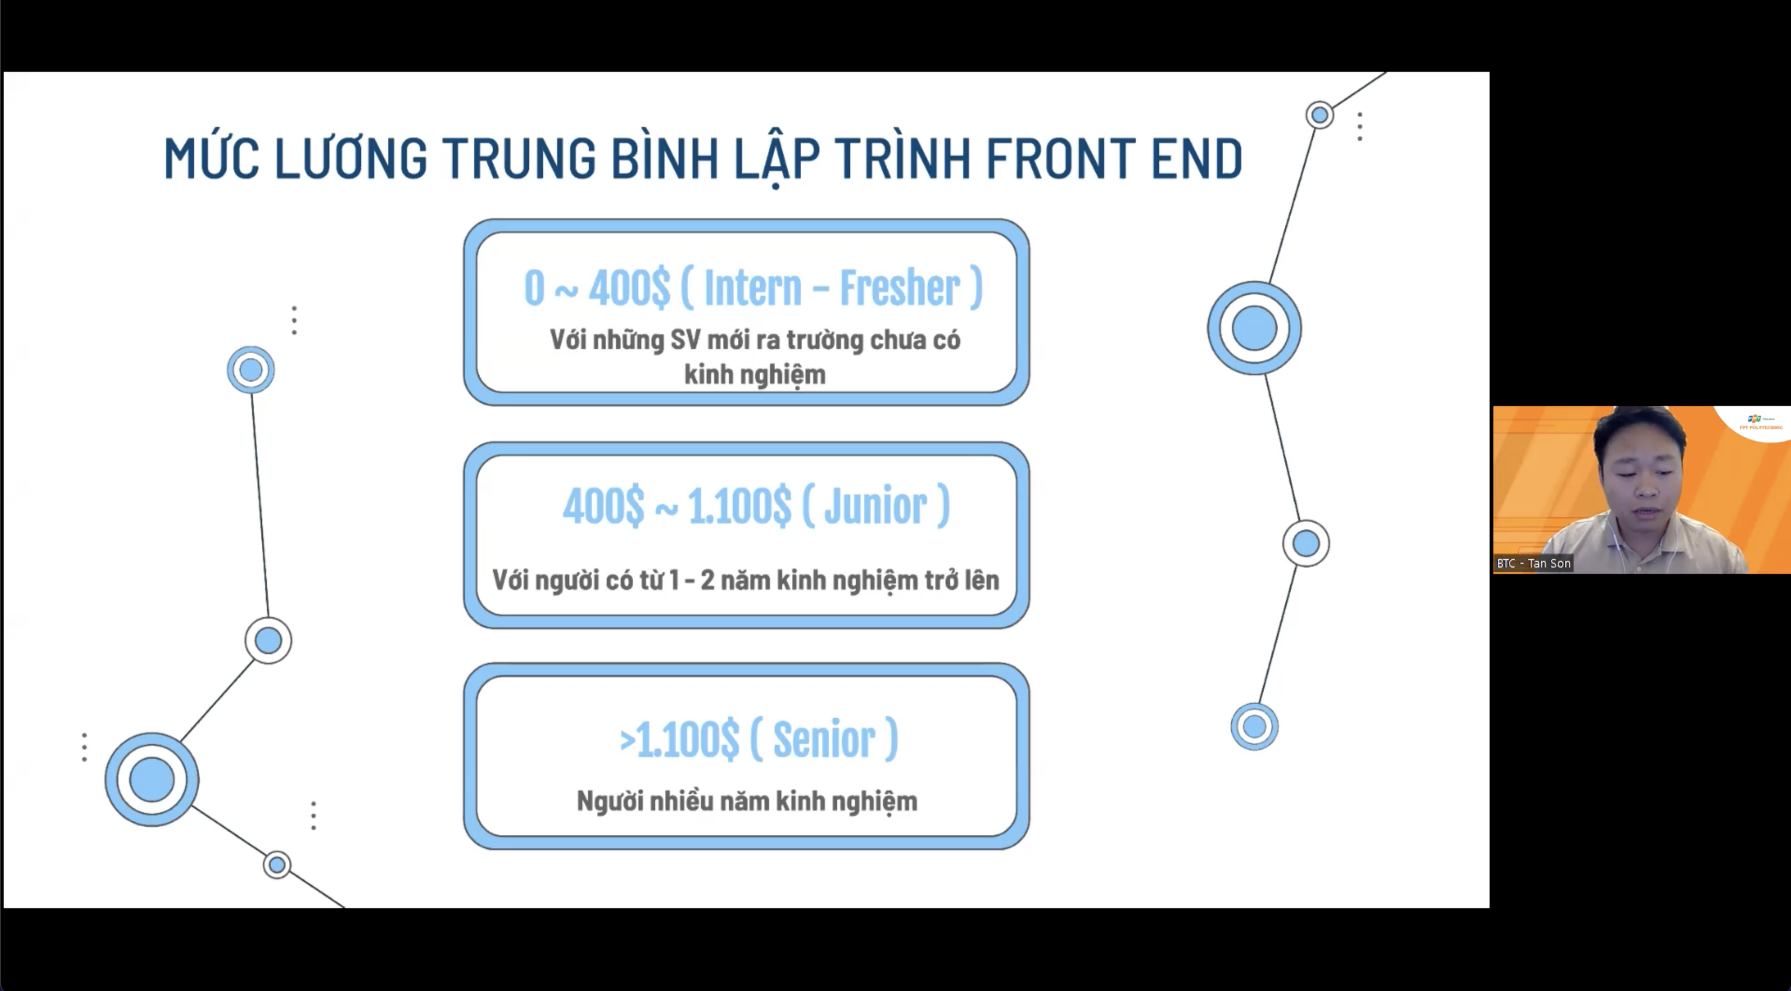 MỨC LƯƠNG TRUNG BÌNH LẬP TRÌNH FRONT END
0 ~ 400$ ( Intern - Fresher )
Với những SV mới ra trường chưa có
kinh nghiệm
400$ ~ 1.100$ ( Junior )
Với người có từ 1 - 2 năm kinh nghiệm trở lên
>1.100$ ( Senior )
Người nhiều năm kinh nghiệm
FPT POLYTECHNIC
BTC - Tan Son